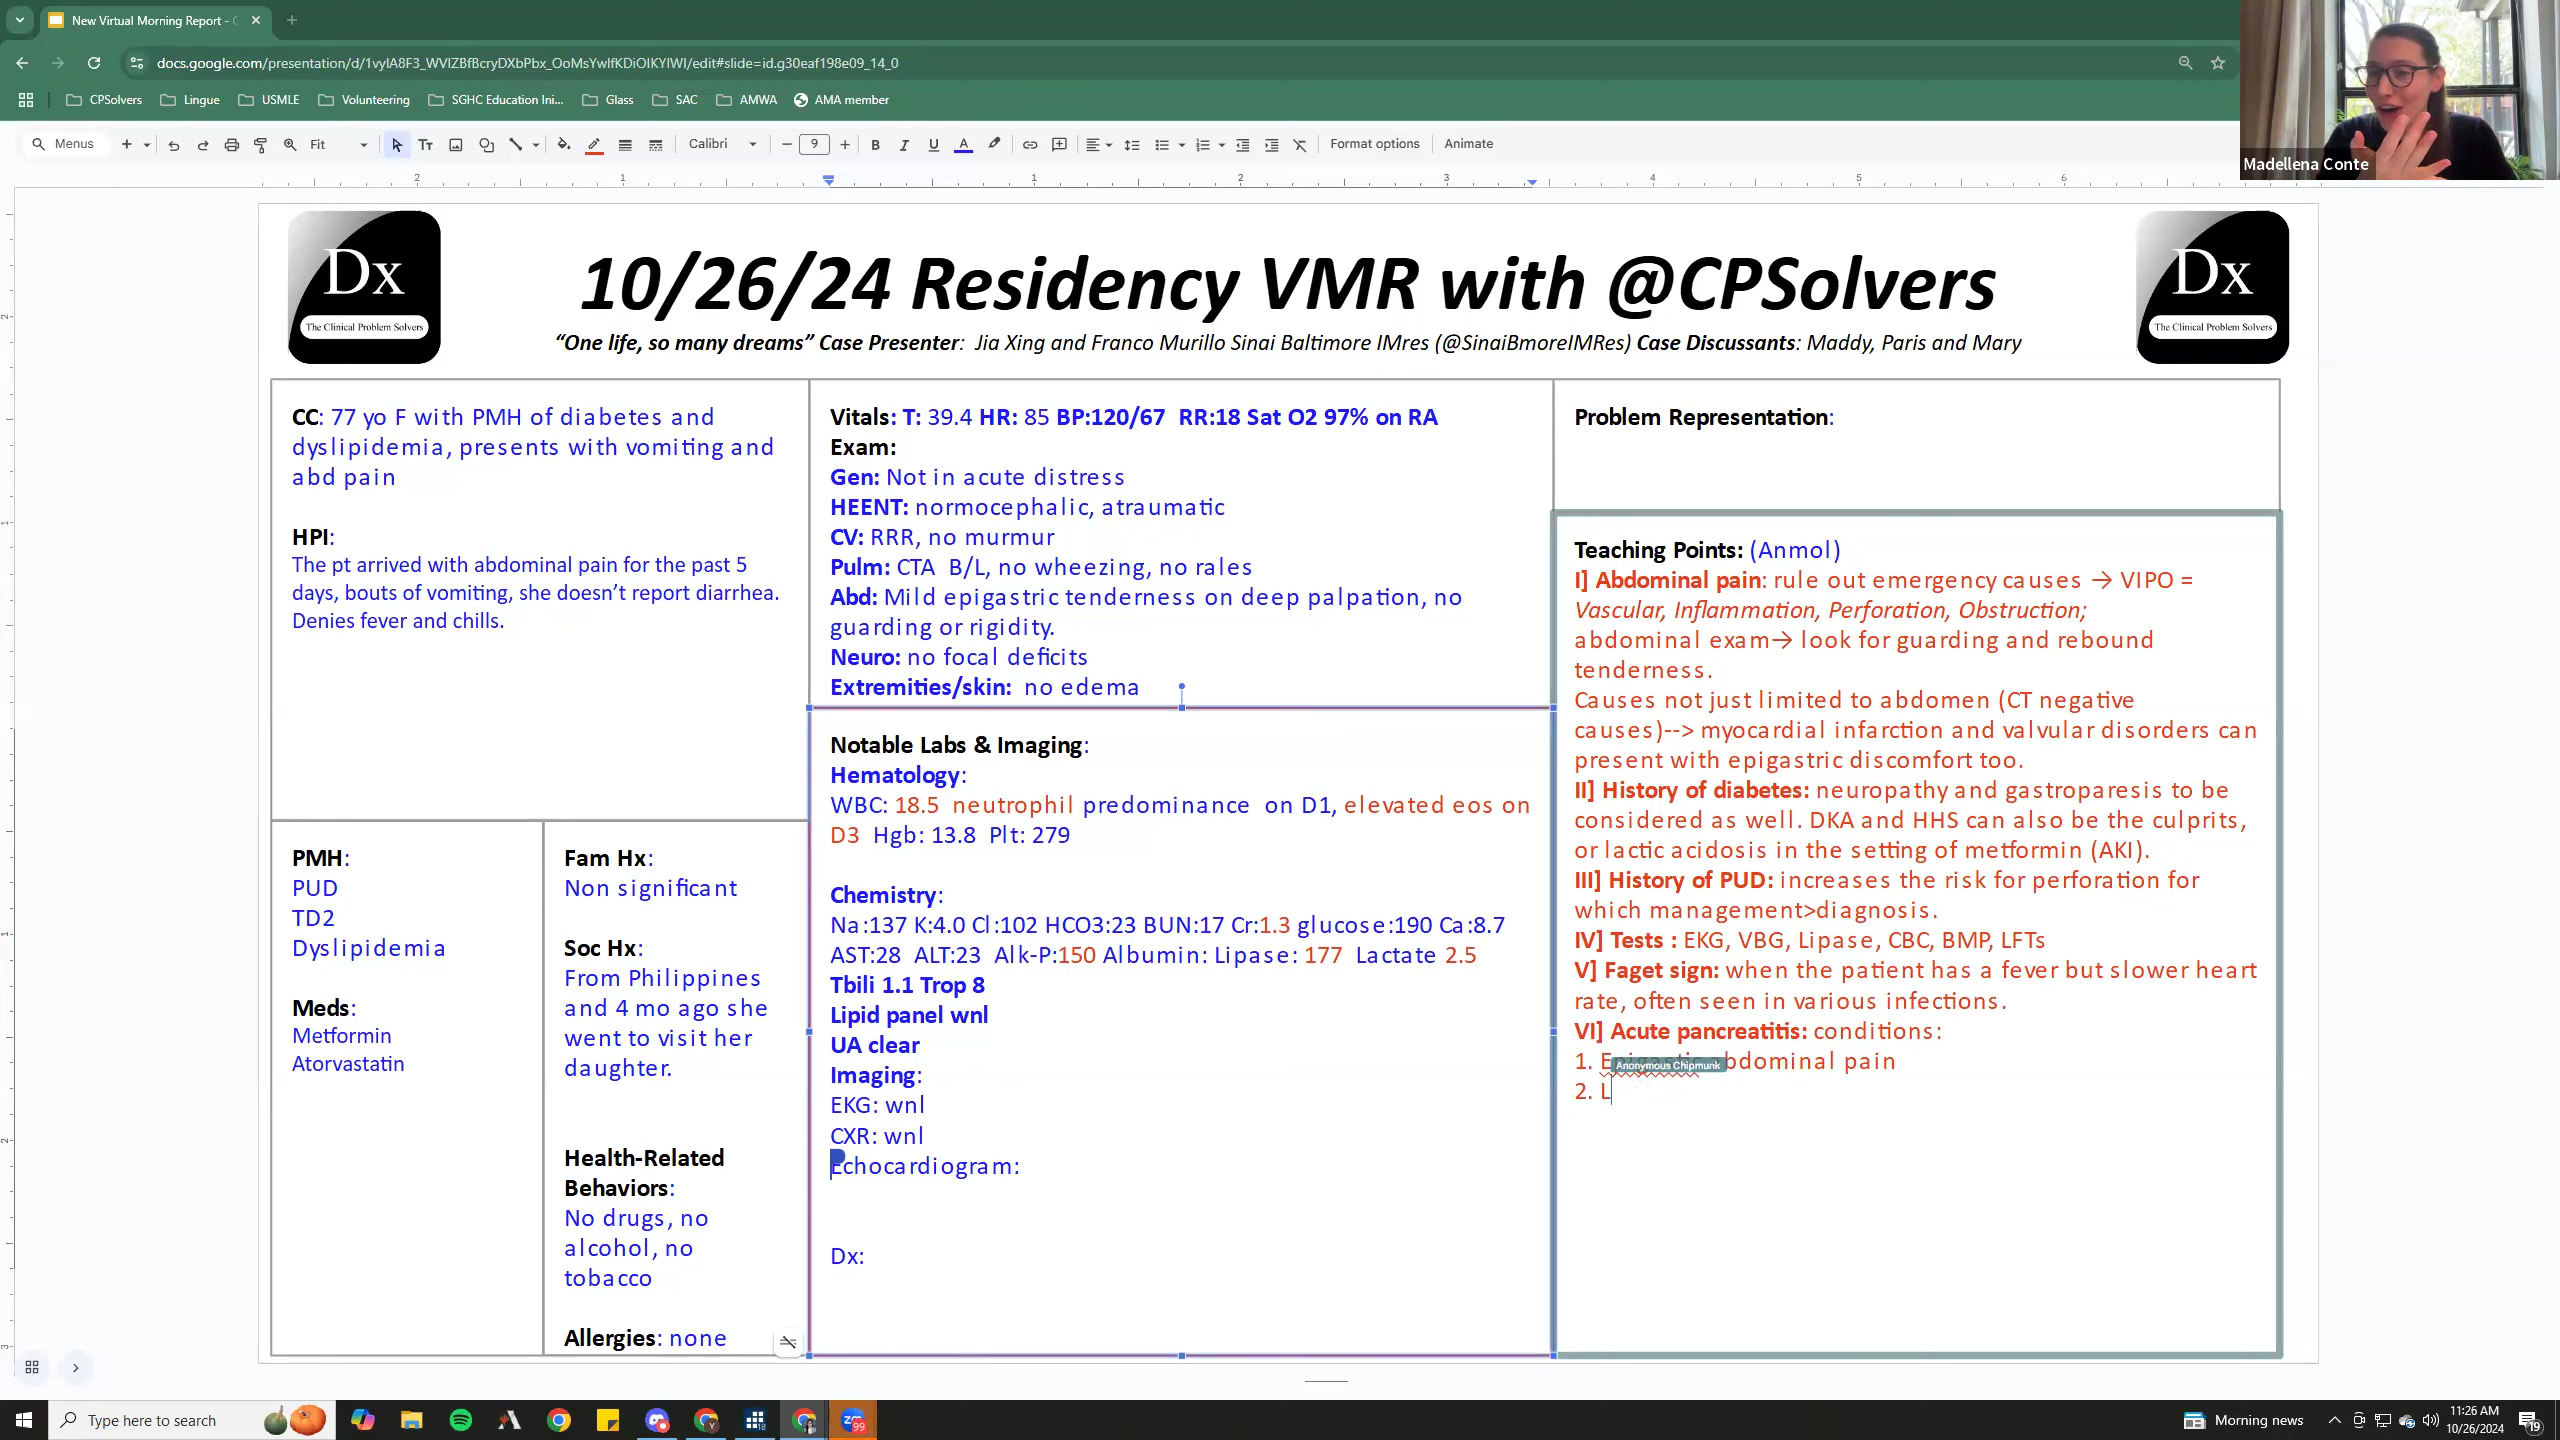 New Virtual Morning Report - C
docs.google.com/presentation/d/1vylA8F3_WVIZBfBcryDXbPbx_OoMsYwlfKDiOIKYIWI/edit#slide=id.g30eaf198e09_14_0
CPSolvers Lingue USMLE Volunteering SGHC Education Ini... Glass SAC AMWA AMA member
Menus Fit Calibri 9 Format options Animate
Madellena Conte
2 1 1 2 3 4 5 6
Dx
The Clinical Problem Solvers
10/26/24 Residency VMR with @CPSolvers
“One life, so many dreams” Case Presenter: Jia Xing and Franco Murillo Sinai Baltimore IMres (@SinaiBmoreIMRes) Case Discussants: Maddy, Paris and Mary
Dx
The Clinical Problem Solvers
CC: 77 yo F with PMH of diabetes and
dyslipidemia, presents with vomiting and
abd pain
HPI:
The pt arrived with abdominal pain for the past 5
days, bouts of vomiting, she doesn’t report diarrhea.
Denies fever and chills.
PMH:
PUD
TD2
Dyslipidemia
Meds:
Metformin
Atorvastatin
Fam Hx:
Non significant
Soc Hx:
From Philippines
and 4 mo ago she
went to visit her
daughter.
Health-Related
Behaviors:
No drugs, no
alcohol, no
tobacco
Allergies: none
Vitals: T: 39.4 HR: 85 BP:120/67 RR:18 Sat O2 97% on RA
Exam:
Gen: Not in acute distress
HEENT: normocephalic, atraumatic
CV: RRR, no murmur
Pulm: CTA B/L, no wheezing, no rales
Abd: Mild epigastric tenderness on deep palpation, no
guarding or rigidity.
Neuro: no focal deficits
Extremities/skin: no edema
Notable Labs & Imaging:
Hematology:
WBC: 18.5 neutrophil predominance on D1, elevated eos on
D3 Hgb: 13.8 Plt: 279
Chemistry:
Na:137 K:4.0 Cl:102 HCO3:23 BUN:17 Cr:1.3 glucose:190 Ca:8.7
AST:28 ALT:23 Alk-P:150 Albumin: Lipase: 177 Lactate 2.5
Tbili 1.1 Trop 8
Lipid panel wnl
UA clear
Imaging:
EKG: wnl
CXR: wnl
Echocardiogram:
Dx:
Problem Representation:
Teaching Points: (Anmol)
I] Abdominal pain: rule out emergency causes → VIPO =
Vascular, Inflammation, Perforation, Obstruction;
abdominal exam→ look for guarding and rebound
tenderness.
Causes not just limited to abdomen (CT negative
causes)--> myocardial infarction and valvular disorders can
present with epigastric discomfort too.
II] History of diabetes: neuropathy and gastroparesis to be
considered as well. DKA and HHS can also be the culprits,
or lactic acidosis in the setting of metformin (AKI).
III] History of PUD: increases the risk for perforation for
which management>diagnosis.
IV] Tests : EKG, VBG, Lipase, CBC, BMP, LFTs
V] Faget sign: when the patient has a fever but slower heart
rate, often seen in various infections.
VI] Acute pancreatitis: conditions:
1. bdominal pain
Anonymous Chipmunk
2. L
Type here to search
99
Morning news
11:26 AM
10/26/2024
19